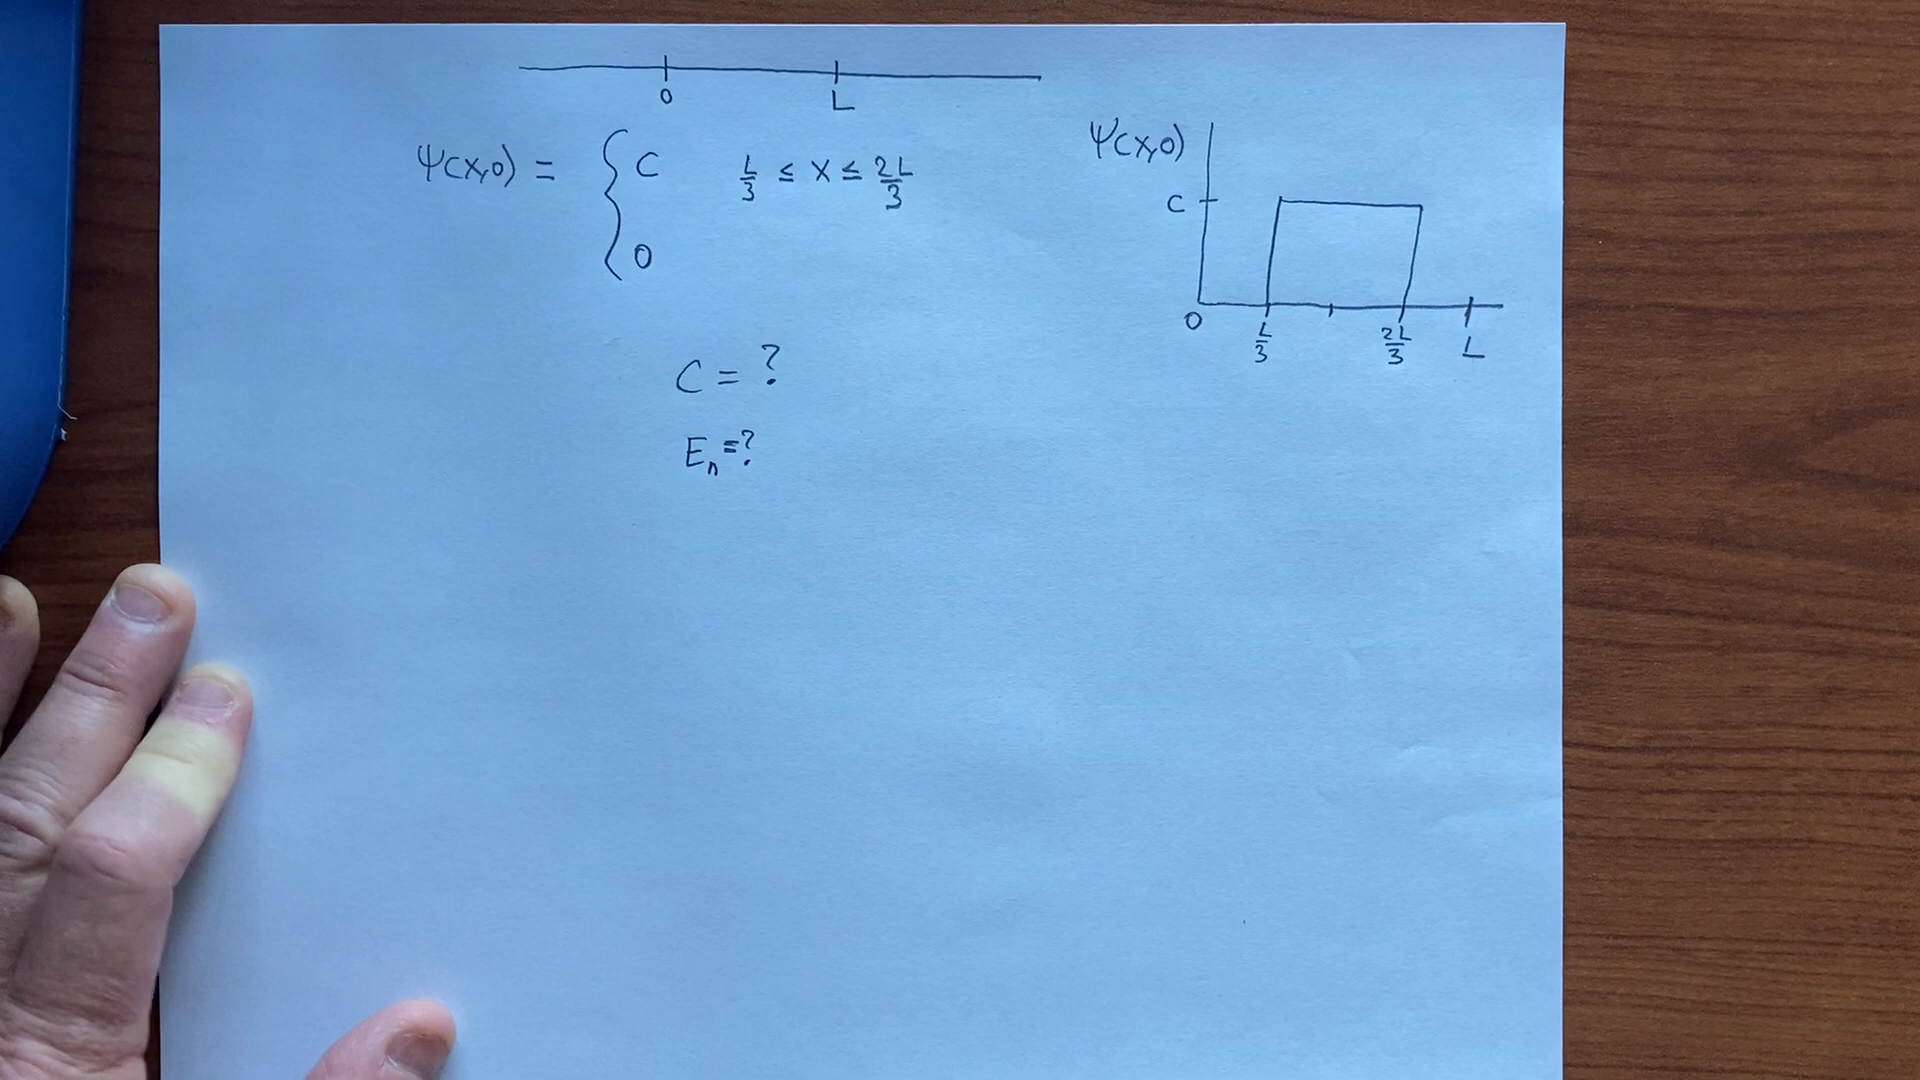 0 L
Ψ(x,0) = { C L/3 ≤ x ≤ 2L/3
0
Ψ(x,0)
C
0 L/3 2L/3 L
C = ?
Eₙ = ?